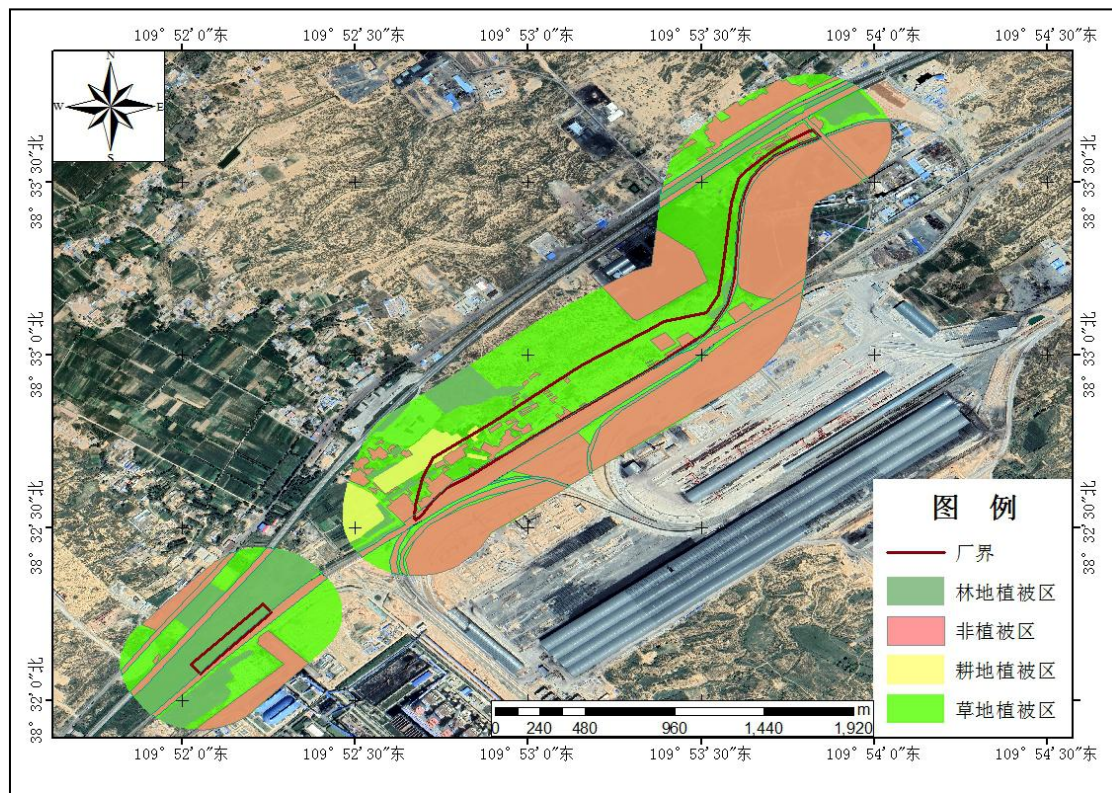 109° 52′ 0″东 109° 52′ 30″东 109° 53′ 0″东 109° 53′ 30″东 109° 54′ 0″东 109° 54′ 30″东
N
W E
S
38° 33′ 30″北 38° 33′ 30″北
38° 33′ 0″北 38° 33′ 0″北
38° 32′ 30″北 38° 32′ 30″北
38° 32′ 0″北 38° 32′ 0″北
图 例
厂界
林地植被区
非植被区
耕地植被区
草地植被区
m
0 240 480 960 1,440 1,920
109° 52′ 0″东 109° 52′ 30″东 109° 53′ 0″东 109° 53′ 30″东 109° 54′ 0″东 109° 54′ 30″东